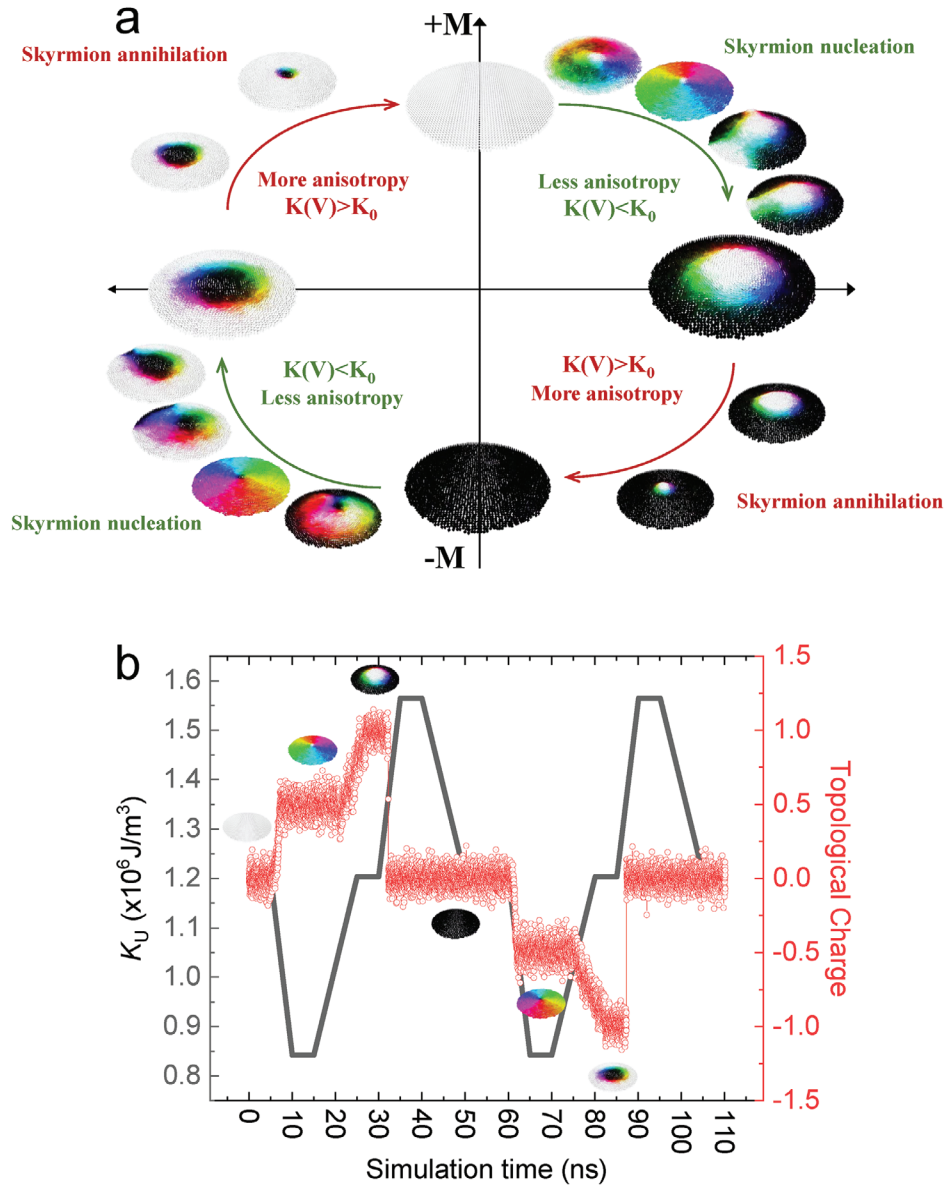 a
+M
Skyrmion annihilation
Skyrmion nucleation
More anisotropy
K(V)>K₀
Less anisotropy
K(V)<K₀
K(V)<K₀
Less anisotropy
K(V)>K₀
More anisotropy
Skyrmion nucleation
Skyrmion annihilation
-M
b
1.6
1.5
1.4
1.3
1.2
1.1
1.0
0.9
0.8
K_U (x10⁶J/m³)
1.5
1.0
0.5
0.0
-0.5
-1.0
-1.5
Topological Charge
0 10 20 30 40 50 60 70 80 90 100 110
Simulation time (ns)